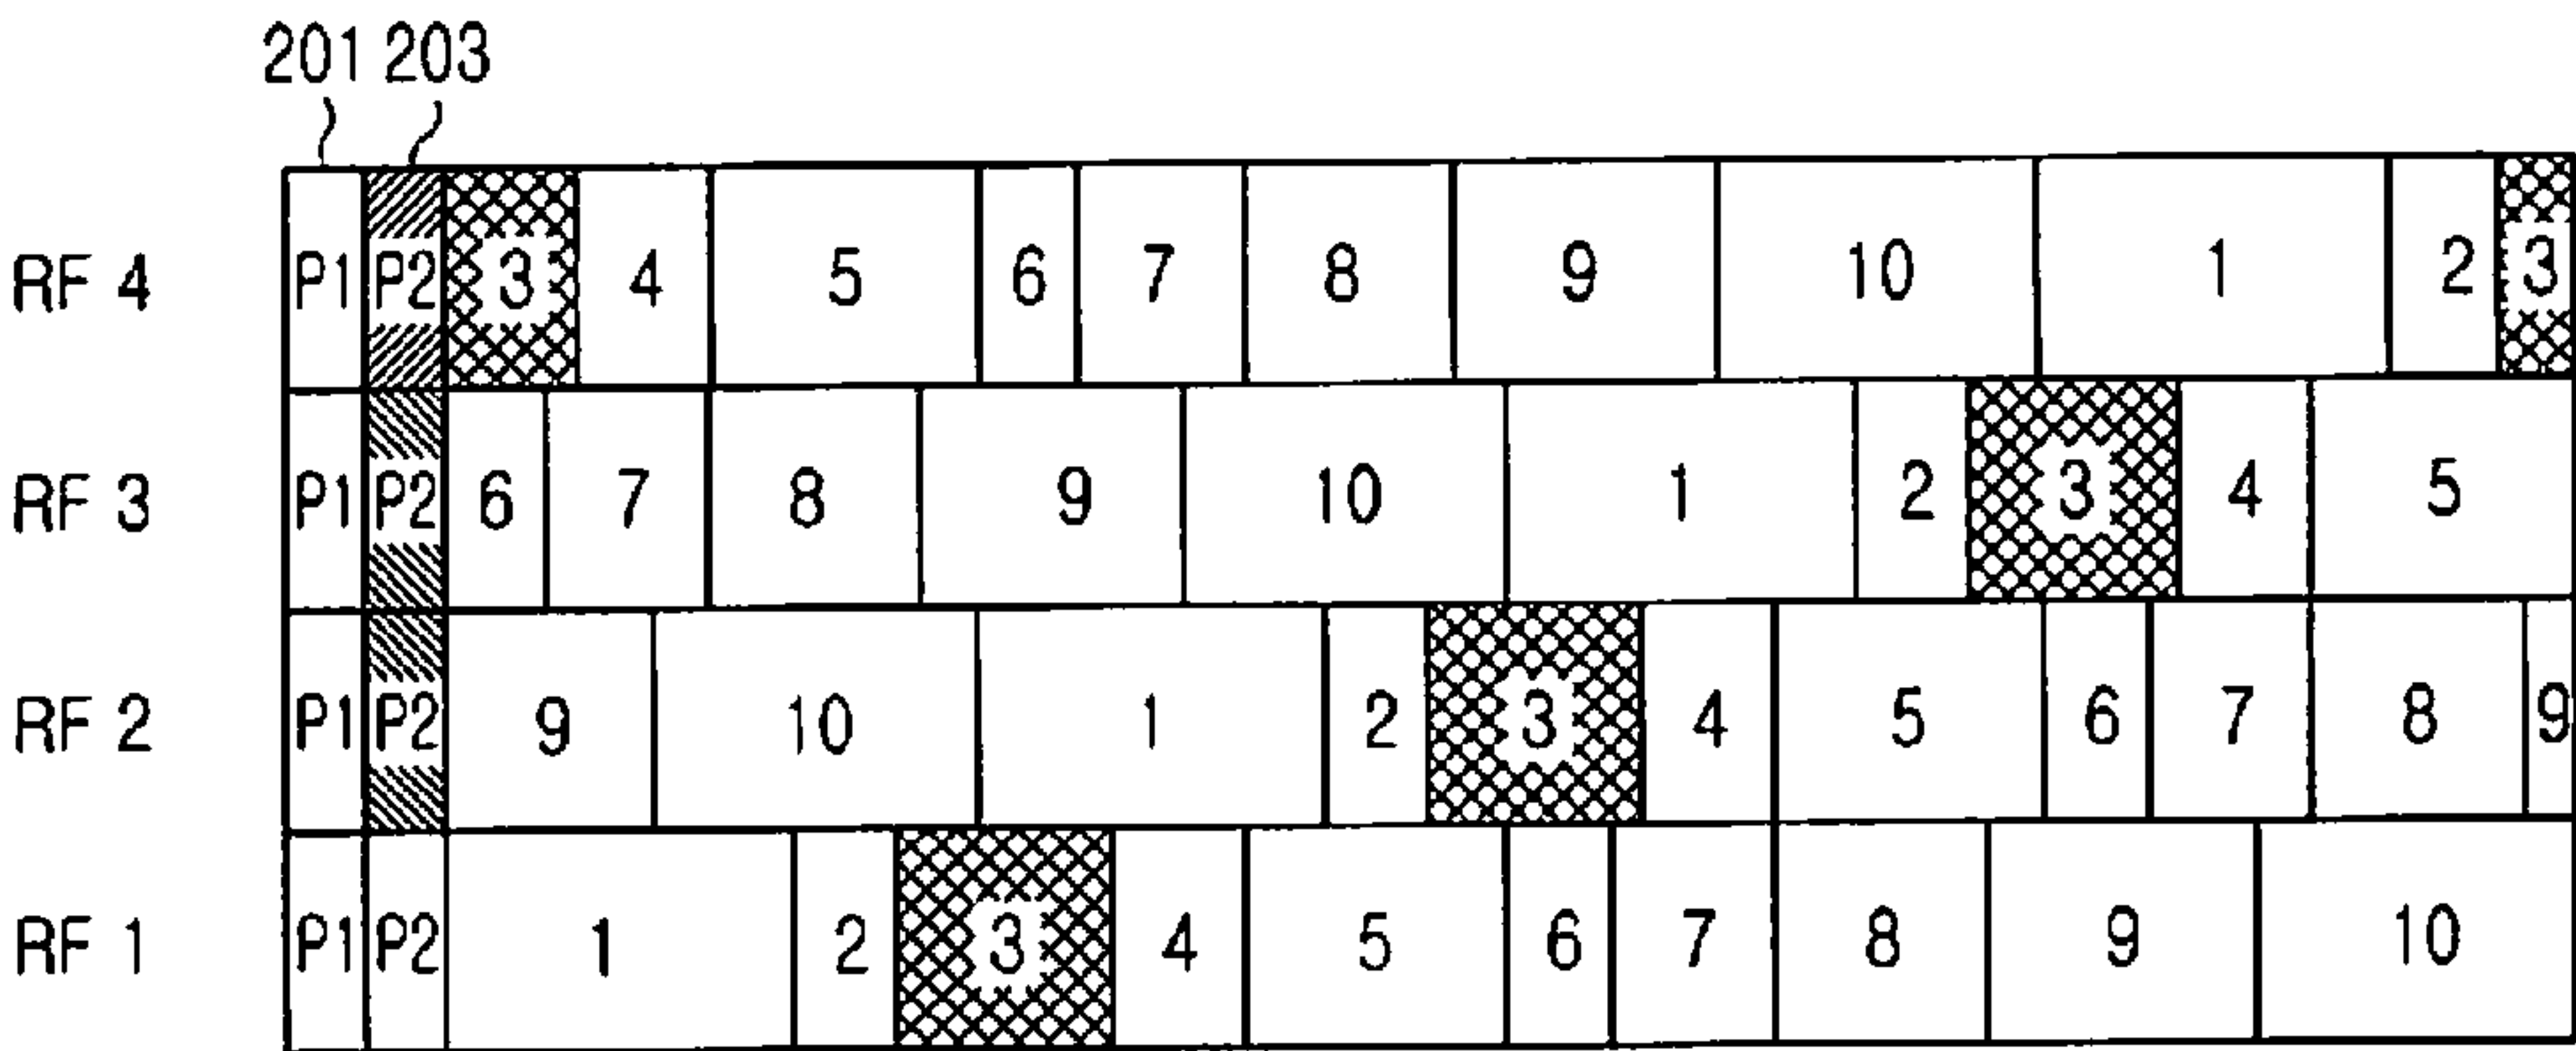 201 203
RF 4 P1 P2 3 4 5 6 7 8 9 10 1 2 3
RF 3 P1 P2 6 7 8 9 10 1 2 3 4 5
RF 2 P1 P2 9 10 1 2 3 4 5 6 7 8 9
RF 1 P1 P2 1 2 3 4 5 6 7 8 9 10